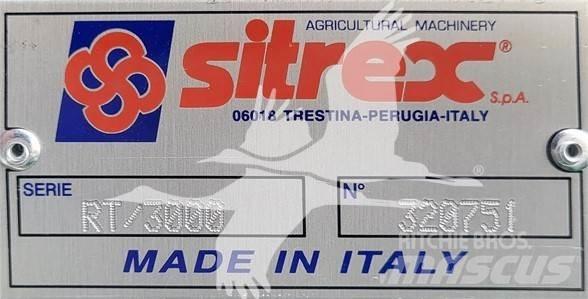 AGRICULTURAL MACHINERY
sitrex® S.p.A.
06018 TRESTINA-PERUGIA-ITALY
SERIE RT/3000 N° 320751
RITCHIE BROS.
MASCUS
MADE IN ITALY